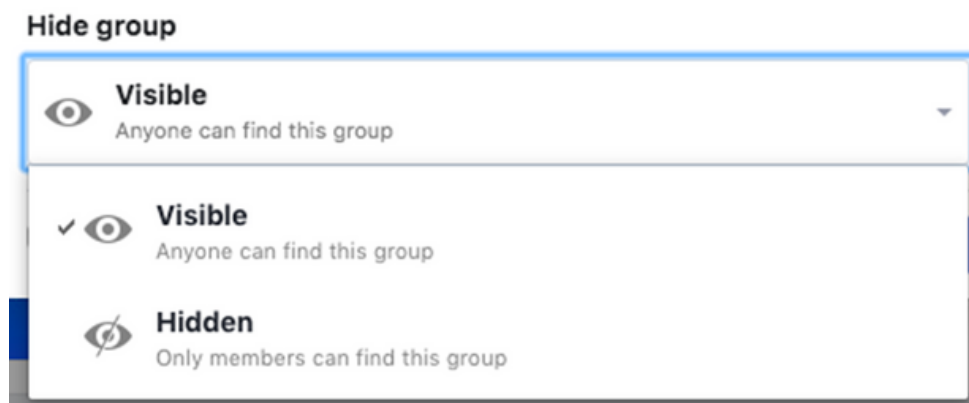 Hide group
Visible
Anyone can find this group
Visible
Anyone can find this group
Hidden
Only members can find this group